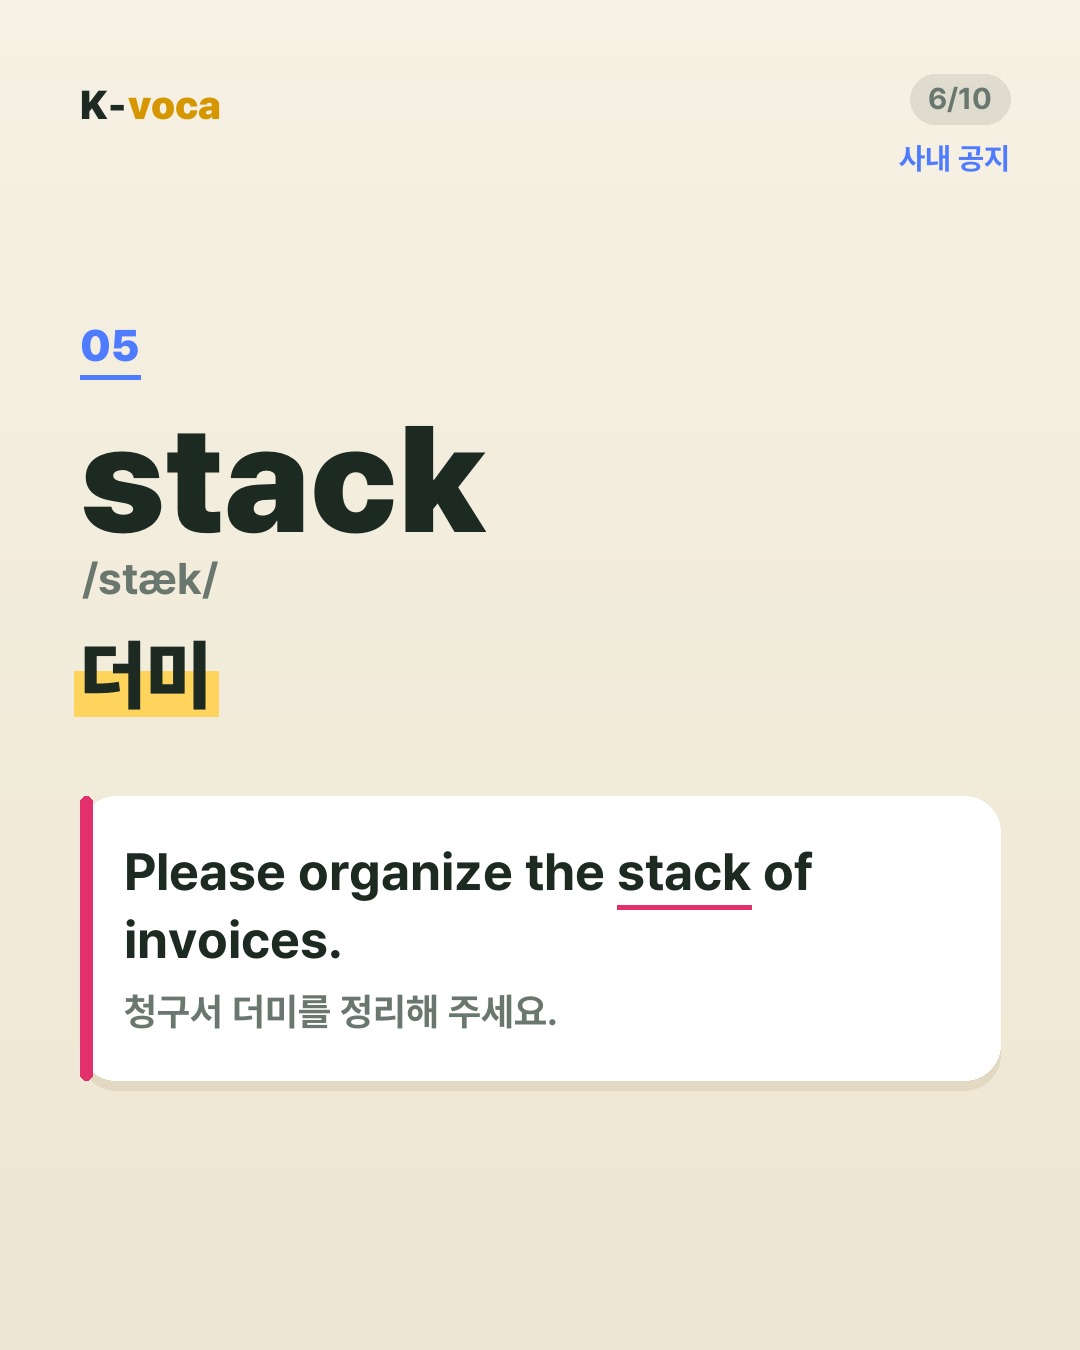 K-voca
6/10
사내 공지
05
stack
/stæk/
더미
Please organize the stack of
invoices.
청구서 더미를 정리해 주세요.